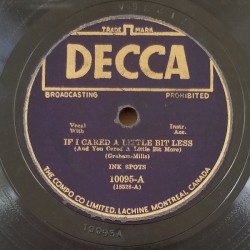 TRADE MARK
DECCA
BROADCASTING PROHIBITED
Vocal Instr.
With Acc.
IF I CARED A LITTLE BIT LESS
(And You Cared A Little Bit More)
(Graham-Mills)
INK SPOTS
10095-A
(18528-A)
THE COMPO CO. LIMITED, LACHINE, MONTREAL, CANADA
10095A